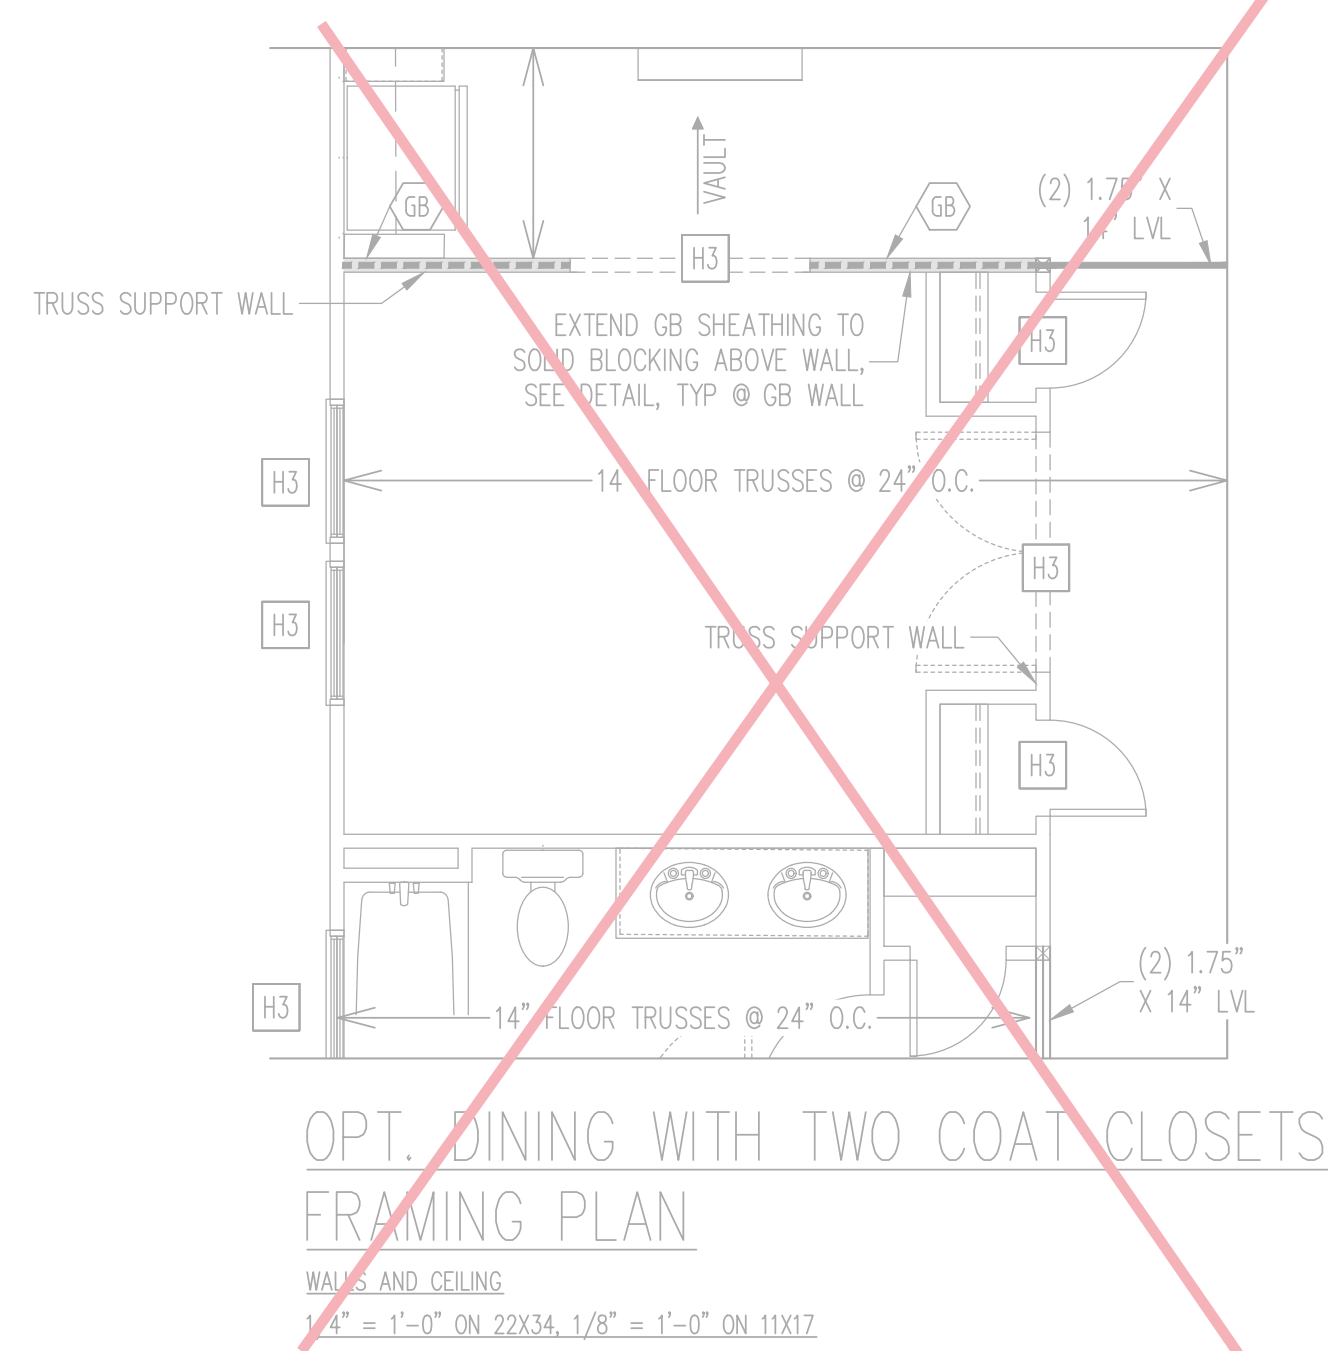 VAULT
GB
GB
(2) 1.75" X
14" LVL
H3
TRUSS SUPPORT WALL
EXTEND GB SHEATHING TO
SOLID BLOCKING ABOVE WALL,
SEE DETAIL, TYP @ GB WALL
H3
H3
14" FLOOR TRUSSES @ 24" O.C.
H3
H3
TRUSS SUPPORT WALL
H3
(2) 1.75"
X 14" LVL
H3
14" FLOOR TRUSSES @ 24" O.C.
OPT. DINING WITH TWO COAT CLOSETS
FRAMING PLAN
WALLS AND CEILING
1/4" = 1'-0" ON 22X34, 1/8" = 1'-0" ON 11X17